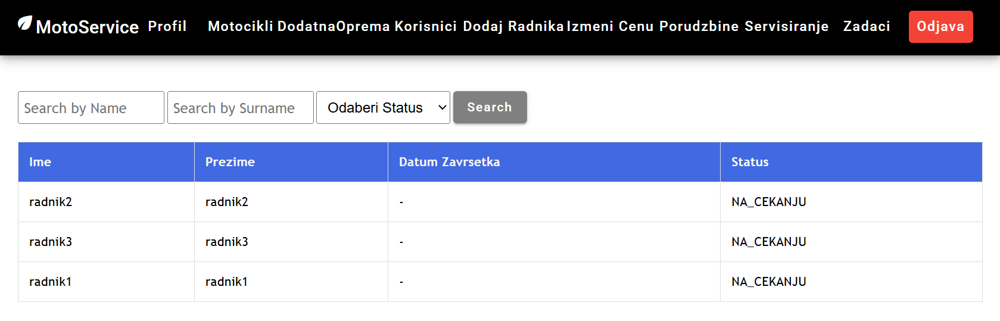 MotoService Profil Motocikli DodatnaOprema Korisnici Dodaj Radnika Izmeni Cenu Porudzbine Servisiranje Zadaci Odjava
Search by Name Search by Surname Odaberi Status Search
Ime Prezime Datum Zavrsetka Status
radnik2 radnik2 - NA_CEKANJU
radnik3 radnik3 - NA_CEKANJU
radnik1 radnik1 - NA_CEKANJU